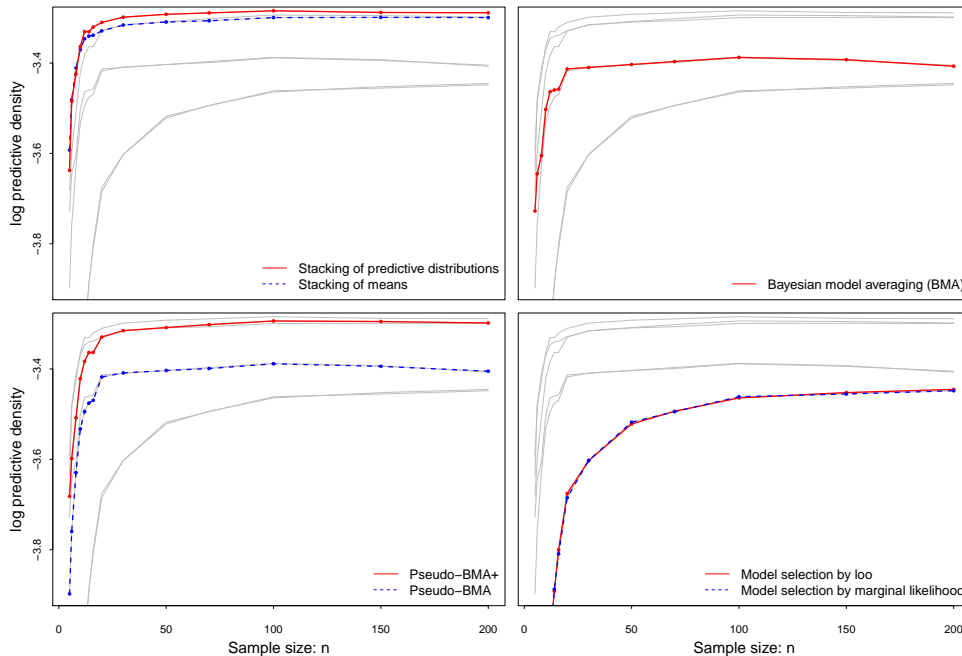 log predictive density
-3.4
-3.6
-3.8
Stacking of predictive distributions
Stacking of means
Bayesian model averaging (BMA)
log predictive density
-3.4
-3.6
-3.8
Pseudo-BMA+
Pseudo-BMA
Model selection by loo
Model selection by marginal likelihood
0 50 100 150 200
0 50 100 150 200
Sample size: n
Sample size: n